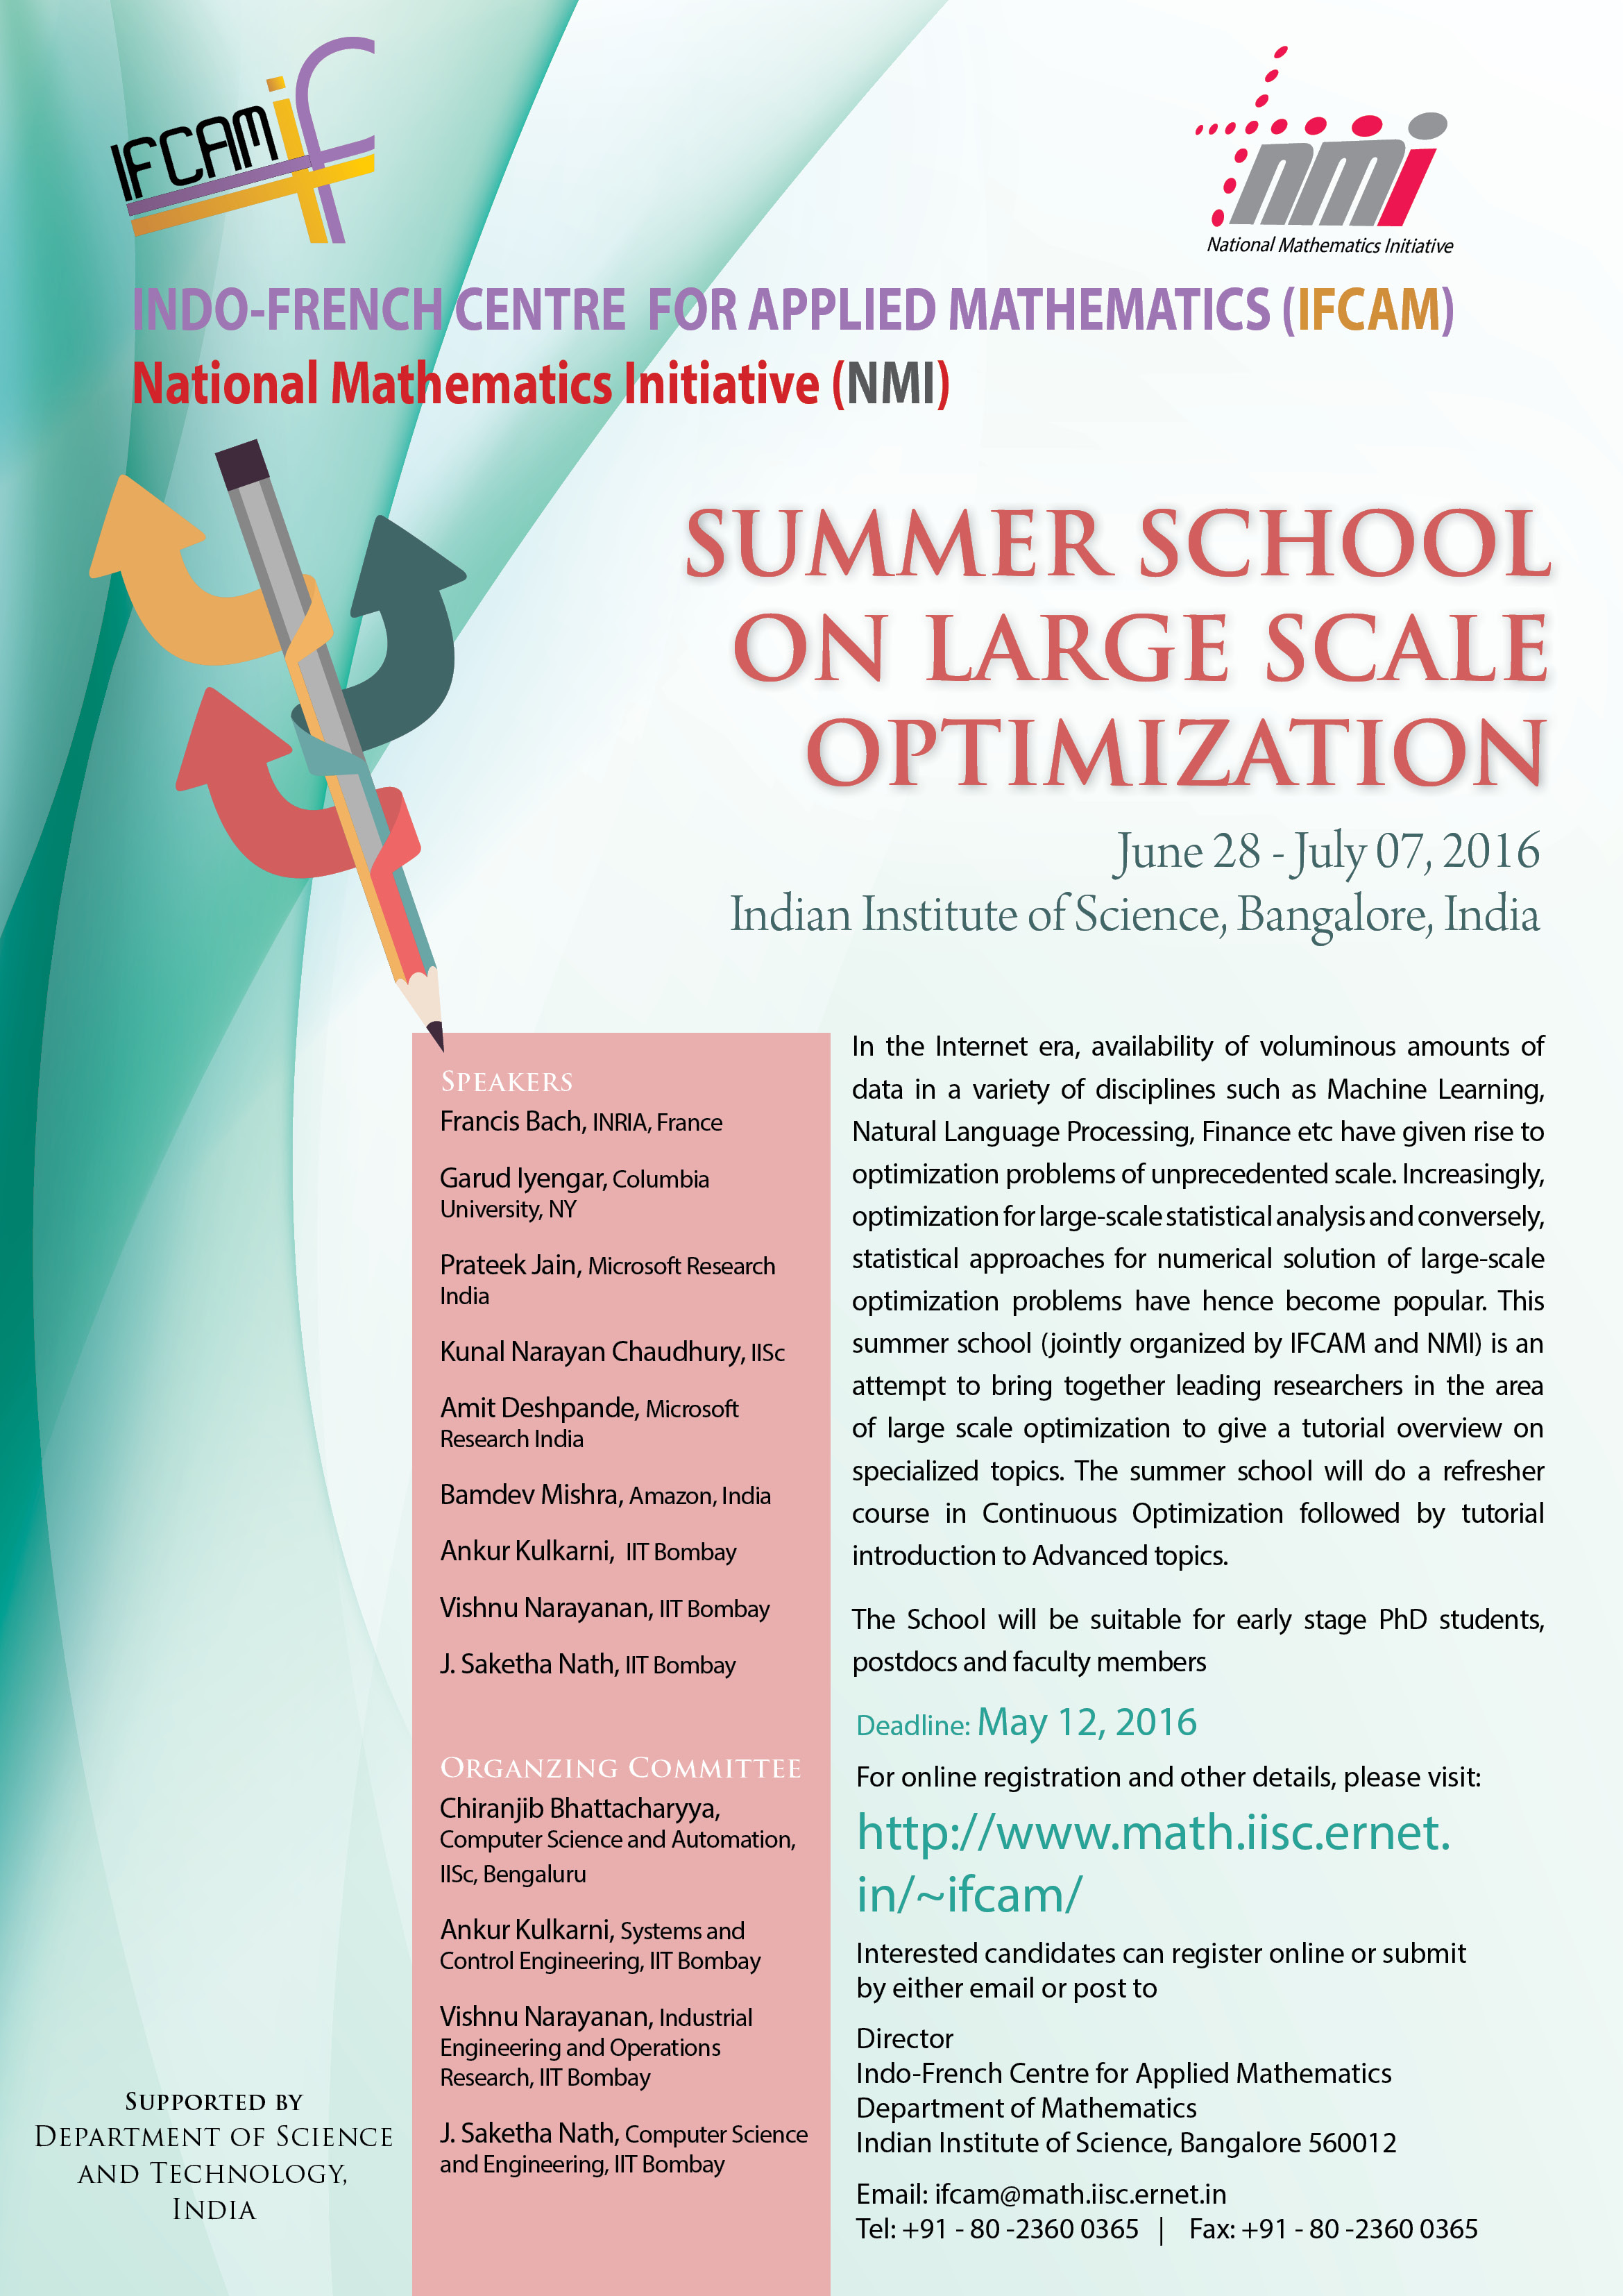 IFCAM if
nmi
National Mathematics Initiative
INDO-FRENCH CENTRE FOR APPLIED MATHEMATICS (IFCAM)
National Mathematics Initiative (NMI)
SUMMER SCHOOL
ON LARGE SCALE
OPTIMIZATION
June 28 - July 07, 2016
Indian Institute of Science, Bangalore, India
SPEAKERS
Francis Bach, INRIA, France
Garud Iyengar, Columbia
University, NY
Prateek Jain, Microsoft Research
India
Kunal Narayan Chaudhury, IISc
Amit Deshpande, Microsoft
Research India
Bamdev Mishra, Amazon, India
Ankur Kulkarni, IIT Bombay
Vishnu Narayanan, IIT Bombay
J. Saketha Nath, IIT Bombay
ORGANZING COMMITTEE
Chiranjib Bhattacharyya,
Computer Science and Automation,
IISc, Bengaluru
Ankur Kulkarni, Systems and
Control Engineering, IIT Bombay
Vishnu Narayanan, Industrial
Engineering and Operations
Research, IIT Bombay
J. Saketha Nath, Computer Science
and Engineering, IIT Bombay
In the Internet era, availability of voluminous amounts of
data in a variety of disciplines such as Machine Learning,
Natural Language Processing, Finance etc have given rise to
optimization problems of unprecedented scale. Increasingly,
optimization for large-scale statistical analysis and conversely,
statistical approaches for numerical solution of large-scale
optimization problems have hence become popular. This
summer school (jointly organized by IFCAM and NMI) is an
attempt to bring together leading researchers in the area
of large scale optimization to give a tutorial overview on
specialized topics. The summer school will do a refresher
course in Continuous Optimization followed by tutorial
introduction to Advanced topics.
The School will be suitable for early stage PhD students,
postdocs and faculty members
Deadline: May 12, 2016
For online registration and other details, please visit:
http://www.math.iisc.ernet.
in/~ifcam/
Interested candidates can register online or submit
by either email or post to
Director
Indo-French Centre for Applied Mathematics
Department of Mathematics
Indian Institute of Science, Bangalore 560012
Email: ifcam@math.iisc.ernet.in
Tel: +91 - 80 -2360 0365 | Fax: +91 - 80 -2360 0365
SUPPORTED BY
DEPARTMENT OF SCIENCE
AND TECHNOLOGY,
INDIA